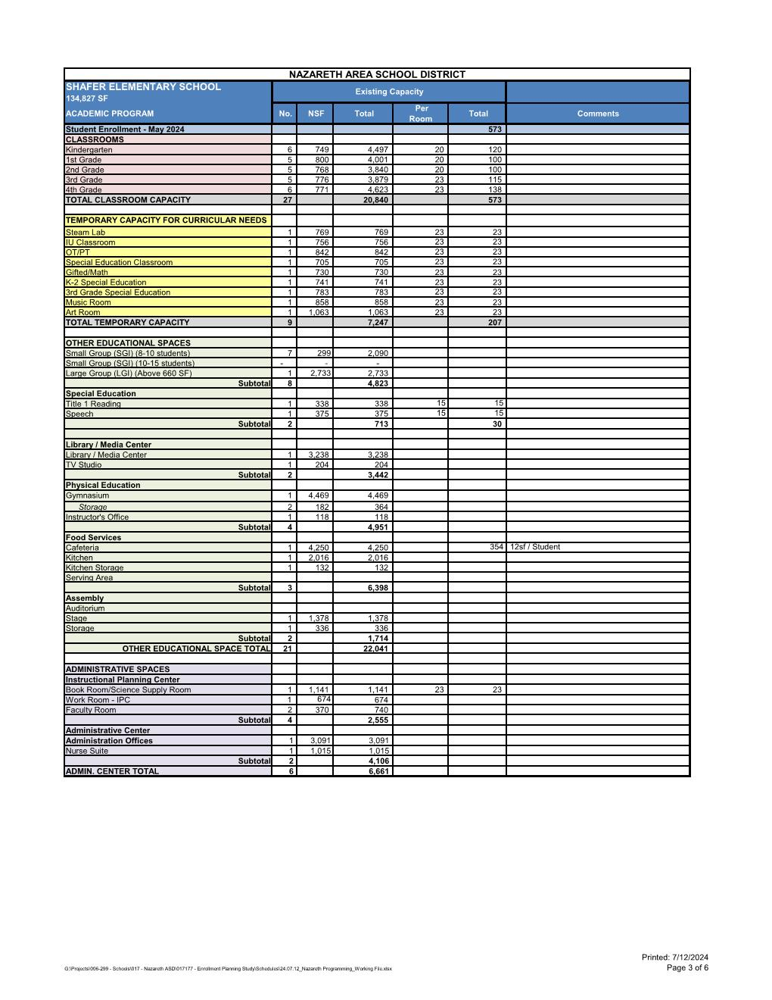 NAZARETH AREA SCHOOL DISTRICT
SHAFER ELEMENTARY SCHOOL
134,827 SF
Existing Capacity
ACADEMIC PROGRAM No. NSF Total Per Room Total Comments
Student Enrollment - May 2024 573
CLASSROOMS
Kindergarten 6 749 4,497 20 120
1st Grade 5 800 4,001 20 100
2nd Grade 5 768 3,840 20 100
3rd Grade 5 776 3,879 23 115
4th Grade 6 771 4,623 23 138
TOTAL CLASSROOM CAPACITY 27 20,840 573
TEMPORARY CAPACITY FOR CURRICULAR NEEDS
Steam Lab 1 769 769 23 23
IU Classroom 1 756 756 23 23
OT/PT 1 842 842 23 23
Special Education Classroom 1 705 705 23 23
Gifted/Math 1 730 730 23 23
K-2 Special Education 1 741 741 23 23
3rd Grade Special Education 1 783 783 23 23
Music Room 1 858 858 23 23
Art Room 1 1,063 1,063 23 23
TOTAL TEMPORARY CAPACITY 9 7,247 207
OTHER EDUCATIONAL SPACES
Small Group (SGI) (8-10 students) 7 299 2,090
Small Group (SGI) (10-15 students) - - -
Large Group (LGI) (Above 660 SF) 1 2,733 2,733
Subtotal 8 4,823
Special Education
Title 1 Reading 1 338 338 15 15
Speech 1 375 375 15 15
Subtotal 2 713 30
Library / Media Center
Library / Media Center 1 3,238 3,238
TV Studio 1 204 204
Subtotal 2 3,442
Physical Education
Gymnasium 1 4,469 4,469
Storage 2 182 364
Instructor's Office 1 118 118
Subtotal 4 4,951
Food Services
Cafeteria 1 4,250 4,250 354 12sf / Student
Kitchen 1 2,016 2,016
Kitchen Storage 1 132 132
Serving Area
Subtotal 3 6,398
Assembly
Auditorium
Stage 1 1,378 1,378
Storage 1 336 336
Subtotal 2 1,714
OTHER EDUCATIONAL SPACE TOTAL 21 22,041
ADMINISTRATIVE SPACES
Instructional Planning Center
Book Room/Science Supply Room 1 1,141 1,141 23 23
Work Room - IPC 1 674 674
Faculty Room 2 370 740
Subtotal 4 2,555
Administrative Center
Administration Offices 1 3,091 3,091
Nurse Suite 1 1,015 1,015
Subtotal 2 4,106
ADMIN. CENTER TOTAL 6 6,661
Printed: 7/12/2024
G:\Projects\006-299 - Schools\017 - Nazareth ASD\017177 - Enrollment Planning Study\Schedules\24.07.12_Nazareth Programming_Working File.xlsx Page 3 of 6